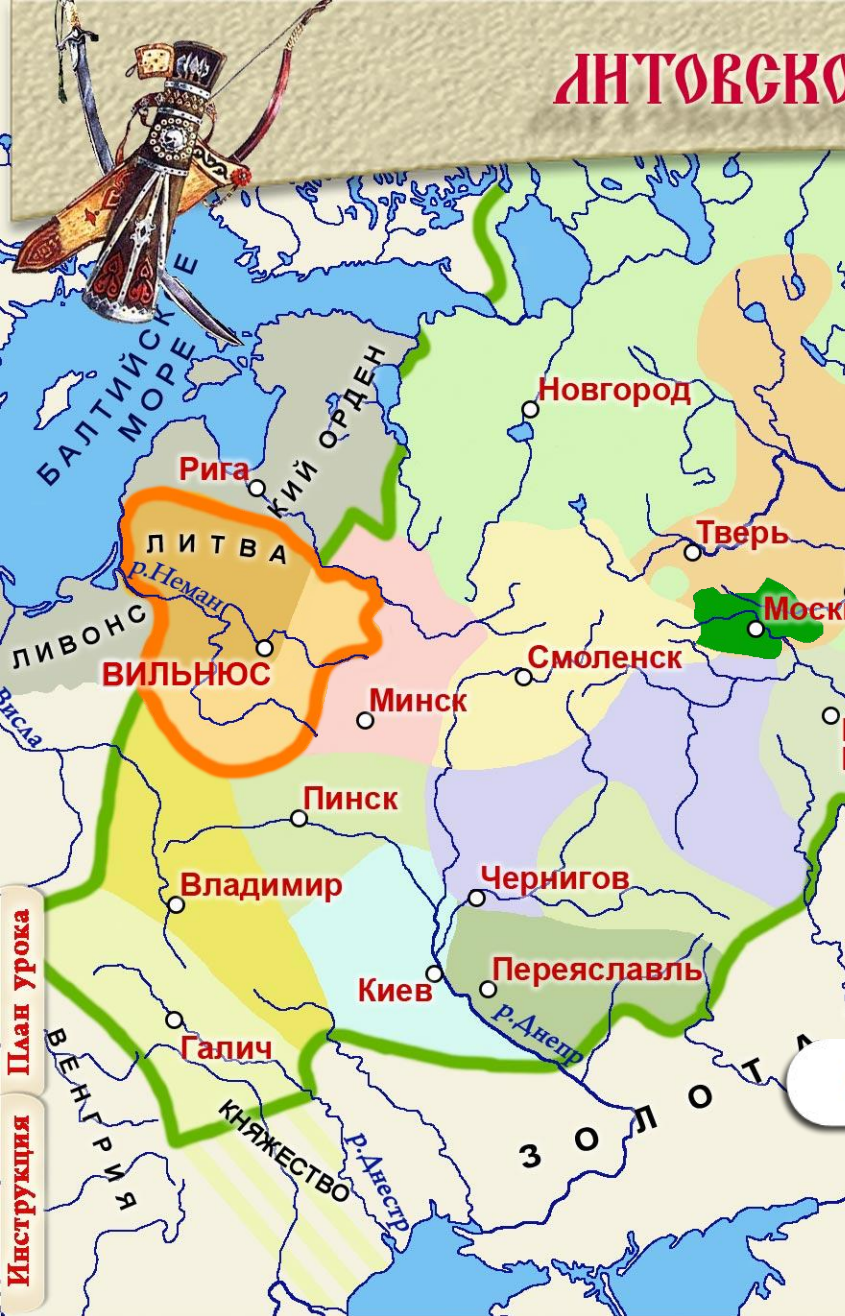 ЛИТОВСКО
БАЛТИЙСКОЕ
МОРЕ
КИЙ ОРДЕН
Новгород
Рига
ЛИТВА
р.Неман
Тверь
Моск
ЛИВОНС
ВИЛЬНЮС
Смоленск
Висла
Минск
Пинск
Владимир
Чернигов
Киев
Переяславль
р.Днепр
Галич
ВЕНГРИЯ
КНЯЖЕСТВО
р.Днестр
ЗОЛОТА
План урока
Инструкция